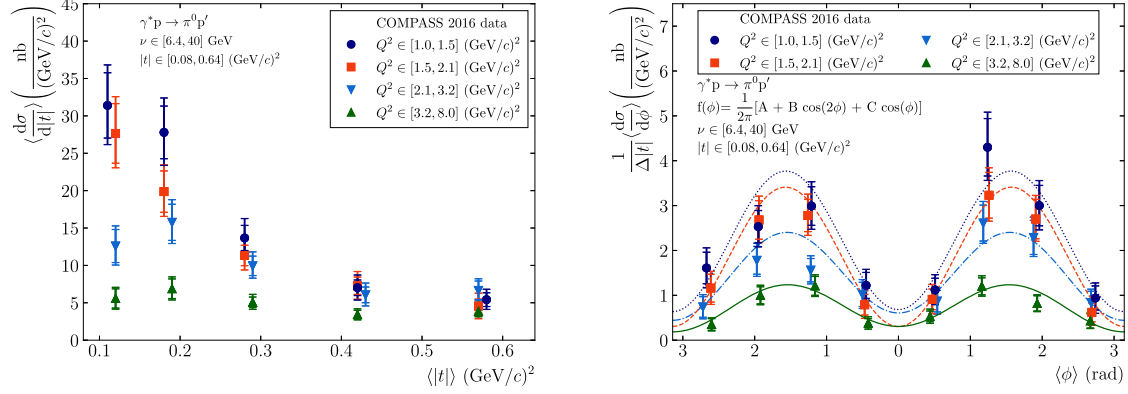 45
40
35
30
25
20
15
10
5
0
0.1 0.2 0.3 0.4 0.5 0.6
⟨|t|⟩ (GeV/c)²
⟨dσ/d|t|⟩ (nb/(GeV/c)²)
γ*p → π⁰p′
ν ∈ [6.4, 40] GeV
|t| ∈ [0.08, 0.64] (GeV/c)²
COMPASS 2016 data
Q² ∈ [1.0, 1.5] (GeV/c)²
Q² ∈ [1.5, 2.1] (GeV/c)²
Q² ∈ [2.1, 3.2] (GeV/c)²
Q² ∈ [3.2, 8.0] (GeV/c)²
7
6
5
4
3
2
1
0
3 2 1 0 1 2 3
⟨ϕ⟩ (rad)
1/Δ|t| ⟨dσ/dϕ⟩ (nb/(GeV/c)²)
COMPASS 2016 data
Q² ∈ [1.0, 1.5] (GeV/c)² Q² ∈ [2.1, 3.2] (GeV/c)²
Q² ∈ [1.5, 2.1] (GeV/c)² Q² ∈ [3.2, 8.0] (GeV/c)²
γ*p → π⁰p′
f(ϕ)= 1/2π [A + B cos(2ϕ) + C cos(ϕ)]
ν ∈ [6.4, 40] GeV
|t| ∈ [0.08, 0.64] (GeV/c)²